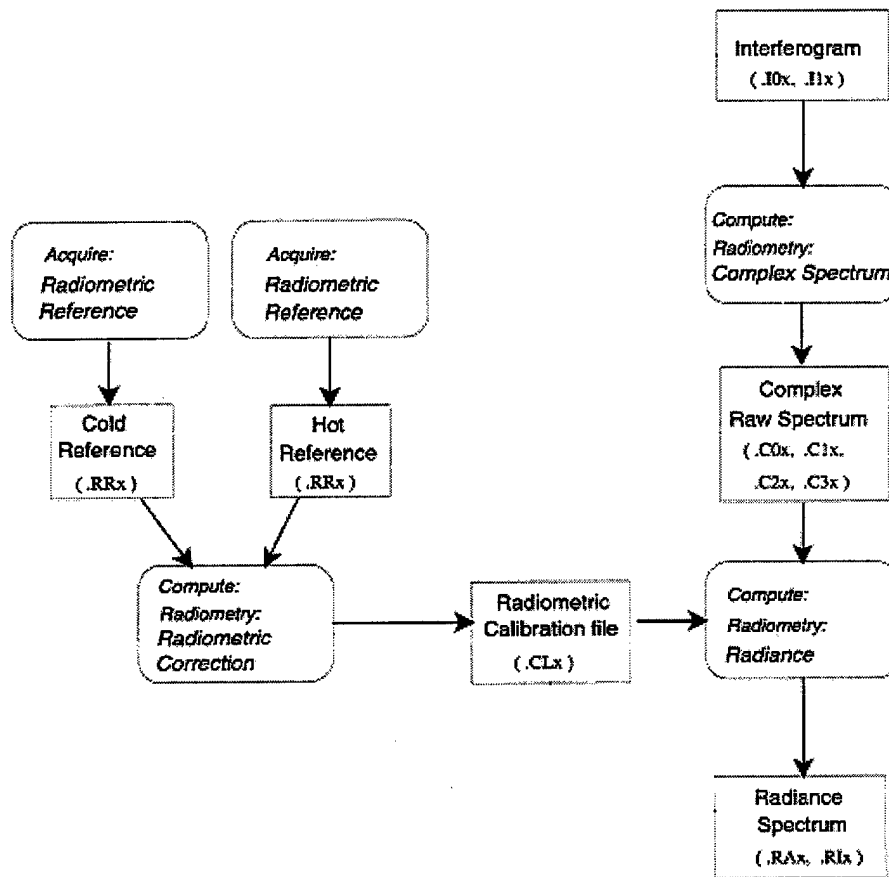 Interferogram
( .I0x, .I1x)
Compute:
Radiometry:
Complex Spectrum
Acquire:
Radiometric
Reference
Acquire:
Radiometric
Reference
Complex
Raw Spectrum
( .C0x, .C1x,
.C2x, .C3x )
Cold
Reference
( .RRx )
Hot
Reference
( .RRx )
Compute:
Radiometry:
Radiometric
Correction
Radiometric
Calibration file
( .CLx )
Compute:
Radiometry:
Radiance
Radiance
Spectrum
( .RAx, .RIx )